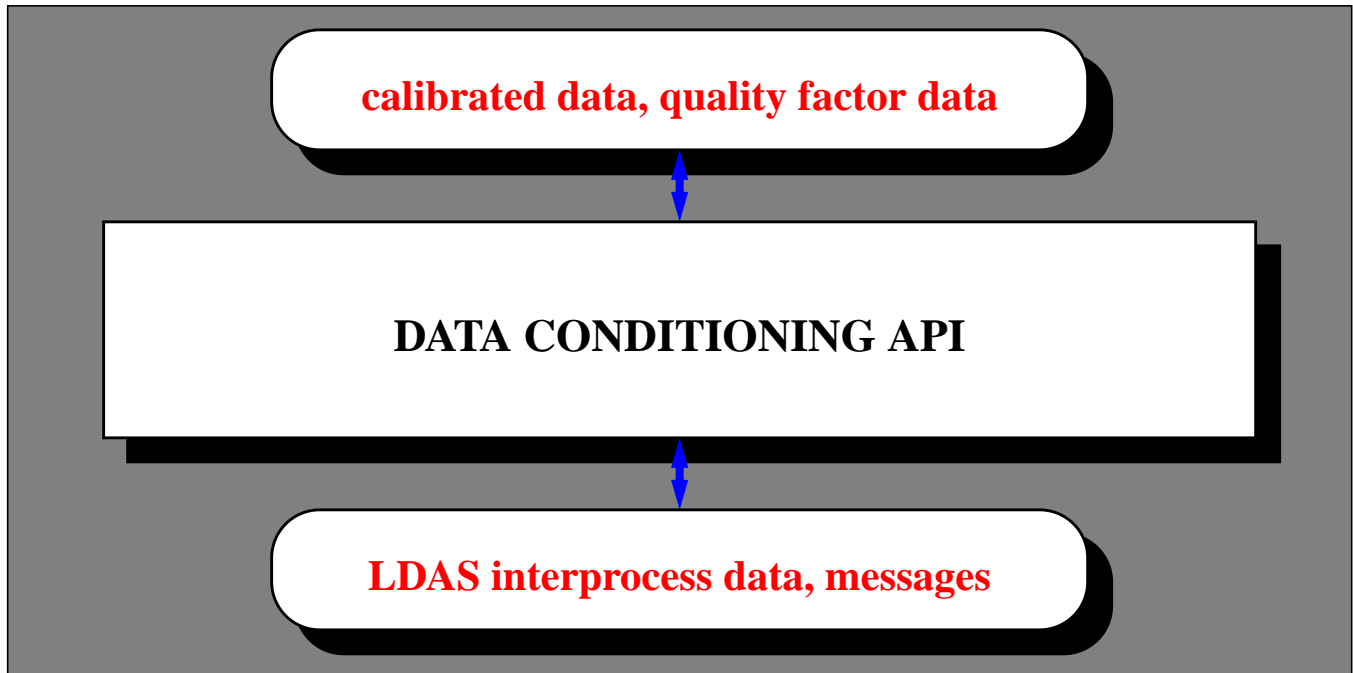 calibrated data, quality factor data
DATA CONDITIONING API
LDAS interprocess data, messages